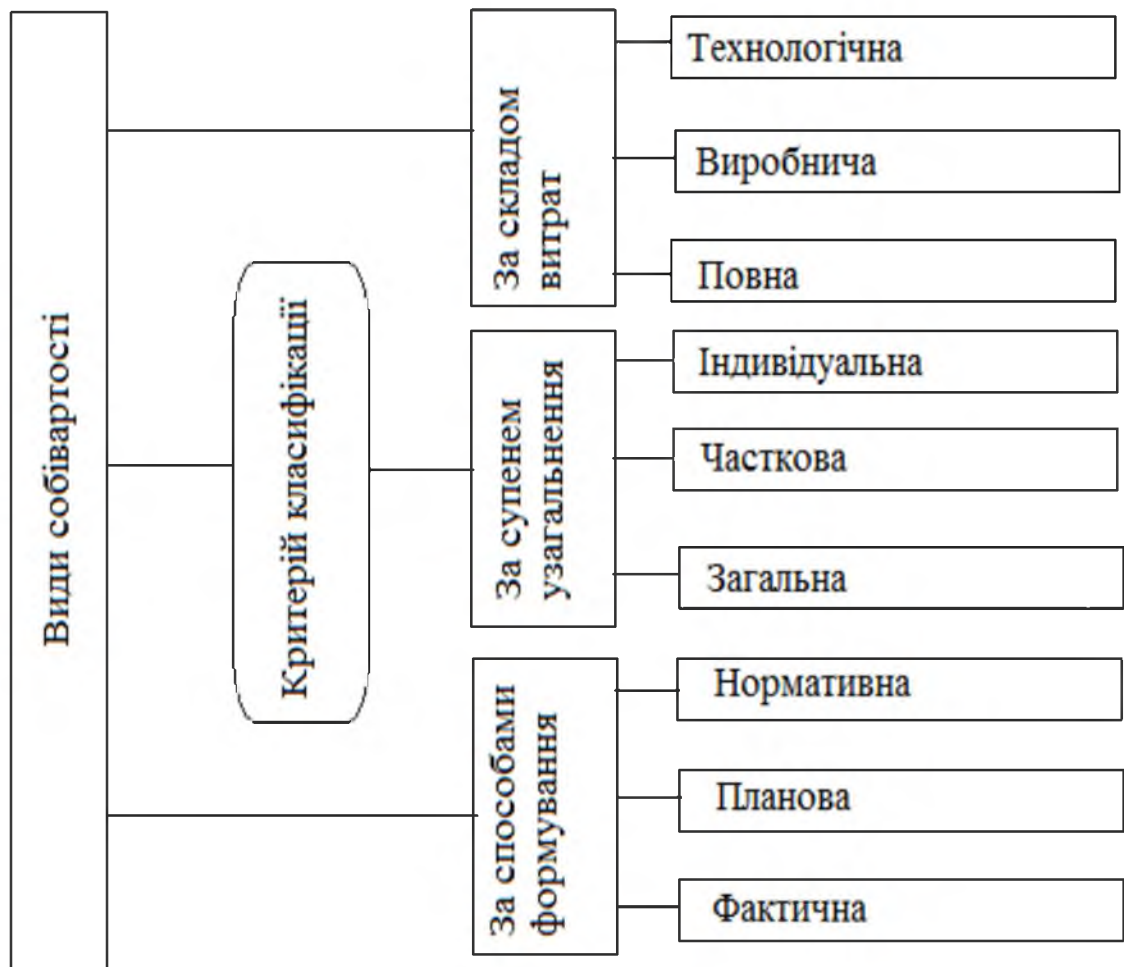 Види собівартості
Критерій класифікації
За складом
витрат
Технологічна
Виробнича
Повна
За супенем
узагальнення
Індивідуальна
Часткова
Загальна
За способами
формування
Нормативна
Планова
Фактична